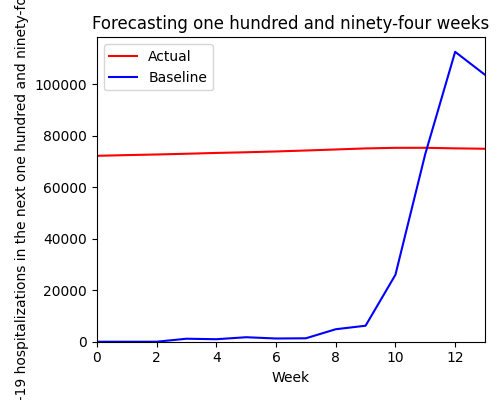 Forecasting one hundred and ninety-four weeks
Actual
Baseline
-19 hospitalizations in the next one hundred and ninety-fo
100000
80000
60000
40000
20000
0
0 2 4 6 8 10 12
Week